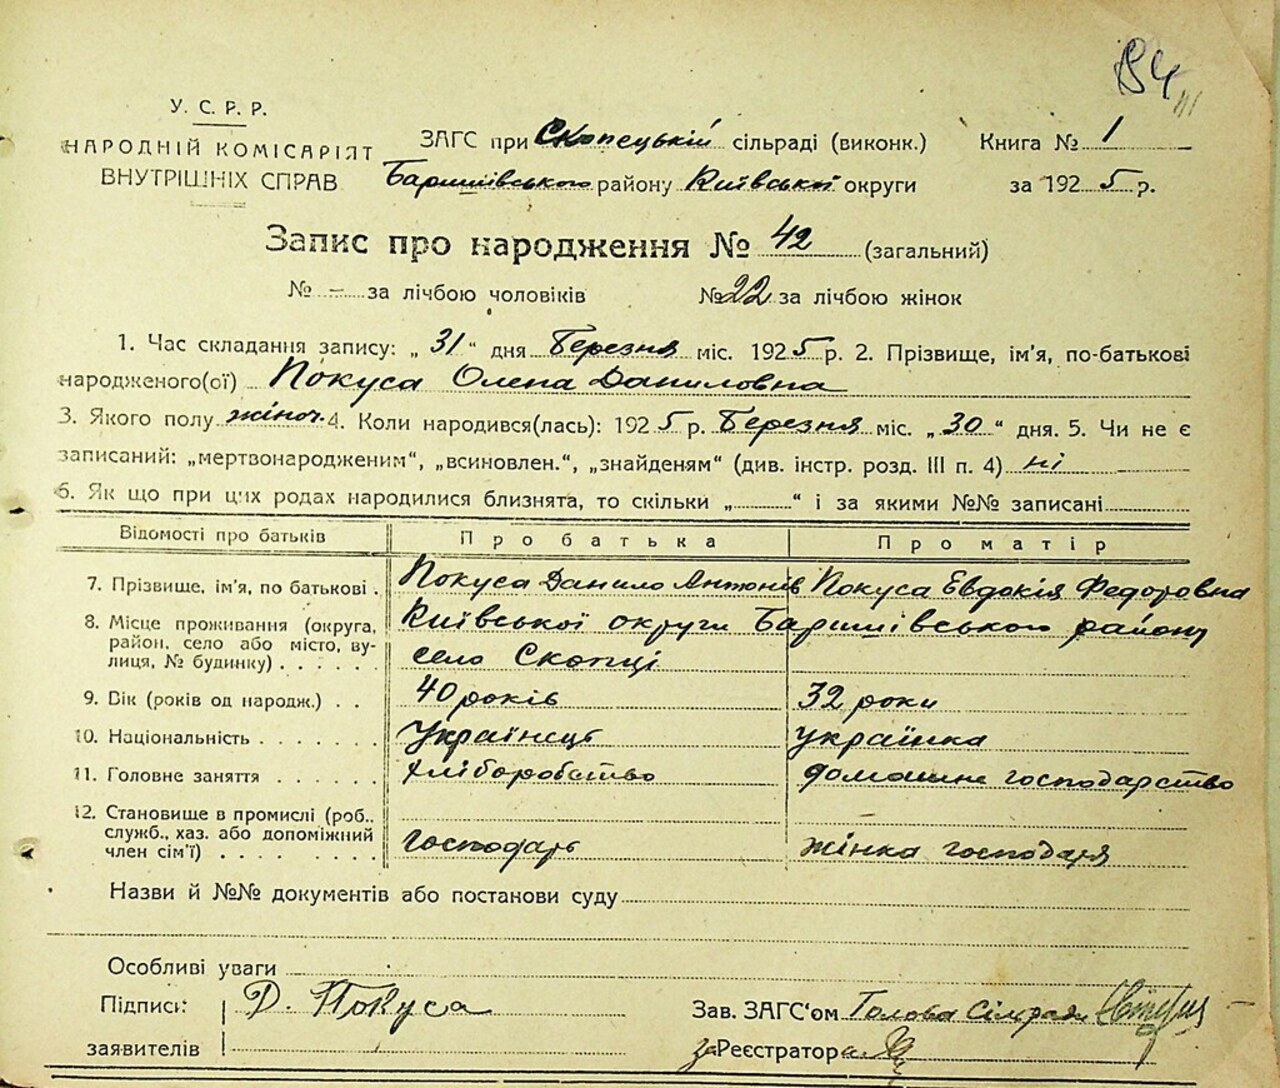 84
У. С. Р. Р.
НАРОДНІЙ КОМІСАРІЯТ
ВНУТРІШНІХ СПРАВ
ЗАГС при Скопецькій сільраді (виконк.) Книга № 1
Баришівського району Київської округи за 1925 р.
Запис про народження № 42 (загальний)
№ - за лічбою чоловіків № 22 за лічбою жінок
1. Час складання запису: „31“ дня Березня міс. 1925 р. 2. Прізвище, ім'я, по-батькові
народженого(ої) Покуса Олена Даниловна
3. Якого полу жіноч. 4. Коли народився(лась): 1925 р. Березня міс. „30“ дня. 5. Чи не є
записаний: „мертвонародженим“, „всиновлен.“, „знайденям“ (див. інстр. розд. III п. 4) ні
6. Як що при цих родах народилися близнята, то скільки „ “ і за якими №№ записані
Відомості про батьків Про батька Про матір
7. Прізвище, ім'я, по батькові . Покуса Данило Антонів Покуса Евдокія Федоровна
8. Місце проживання (округа, Київської округи Баришівського району
район, село або місто, ву-
лиця, № будинку) . . . . . . село Скопці
9. Вік (років од народж.) . . 40 років 32 роки
10. Національність . . . . . . . Українець українка
11. Головне заняття . . . . . . хліборобство домашнє господарство
12. Становище в промислі (роб.,
служб., хаз. або допоміжний
член сім'ї) . . . . . . . . господарь жінка господаря
Назви й №№ документів або постанови суду
Особливі уваги
Підписи: Д. Покуса Зав. ЗАГС'ом Голова Сільради
заявителів за Реєстратора